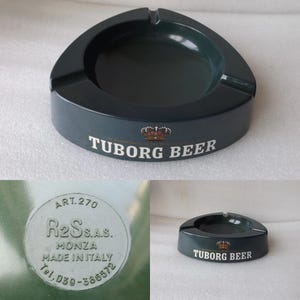 TUBORG BEER
ART.270
R2S S.A.S.
MONZA
MADE IN ITALY
Tel. 039-386572
TUBORG BEER